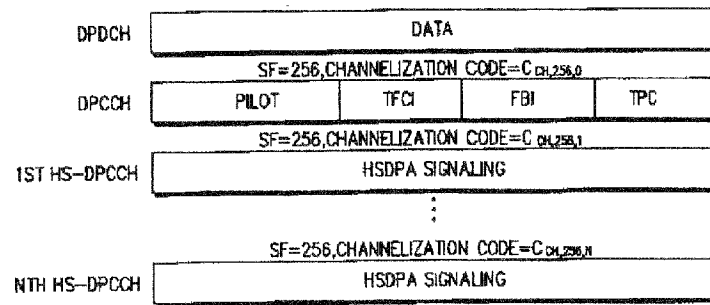 DPDCH DATA
SF=256,CHANNELIZATION CODE=C CH,256,0
DPCCH PILOT TFCI FBI TPC
SF=256,CHANNELIZATION CODE=C CH,256,1
1ST HS-DPCCH HSDPA SIGNALING
SF=256,CHANNELIZATION CODE=C CH,256,N
NTH HS-DPCCH HSDPA SIGNALING